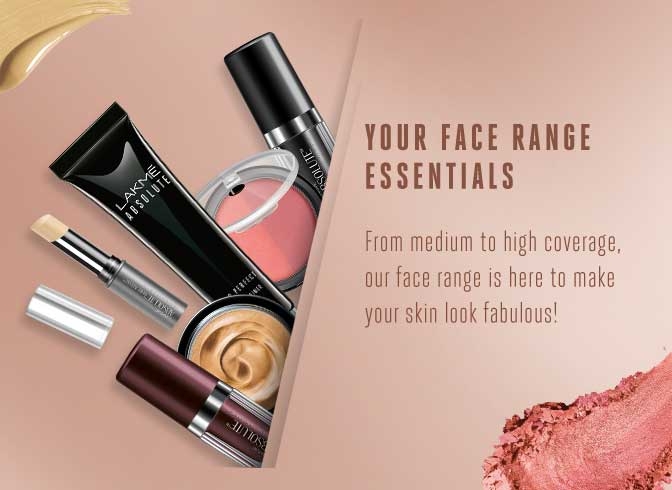 YOUR FACE RANGE
ESSENTIALS
From medium to high coverage,
our face range is here to make
your skin look fabulous!
LAKMÉ
ABSOLUTE